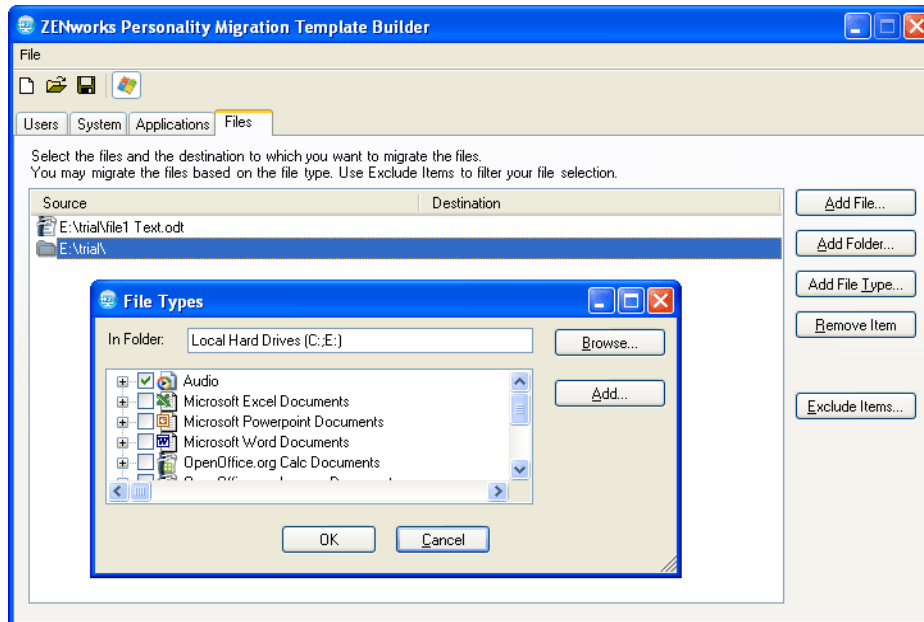 ZENworks Personality Migration Template Builder
File
Users System Applications Files
Select the files and the destination to which you want to migrate the files.
You may migrate the files based on the file type. Use Exclude Items to filter your file selection.
Source Destination
E:\trial\file1 Text.odt
E:\trial\
Add File...
Add Folder...
Add File Type...
Remove Item
Exclude Items...
File Types
In Folder: Local Hard Drives (C:;E:) Browse...
Add...
Audio
Microsoft Excel Documents
Microsoft Powerpoint Documents
Microsoft Word Documents
OpenOffice.org Calc Documents
OK Cancel